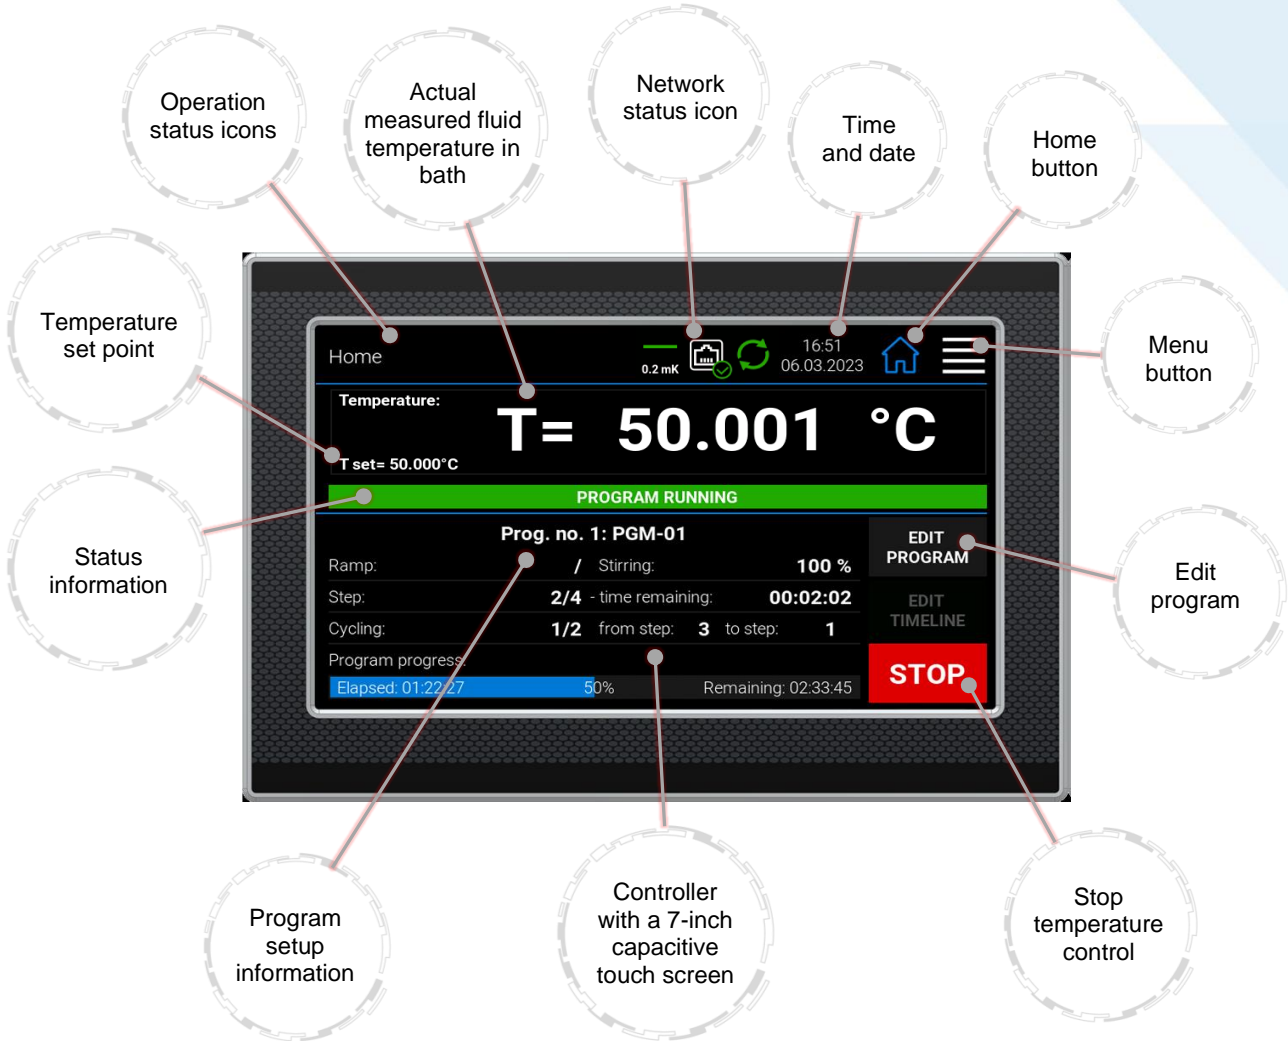 Operation
status icons
Actual
measured fluid
temperature in
bath
Network
status icon
Time
and date
Home
button
Temperature
set point
Menu
button
Status
information
Edit
program
Home
0.2 mK
16:51
06.03.2023
Temperature:
T= 50.001 °C
T set= 50.000°C
PROGRAM RUNNING
Prog. no. 1: PGM-01
Ramp: / Stirring: 100 %
Step: 2/4 - time remaining: 00:02:02
Cycling: 1/2 from step: 3 to step: 1
Program progress:
Elapsed: 01:22:27 50% Remaining: 02:33:45
EDIT
PROGRAM
EDIT
TIMELINE
STOP
Program
setup
information
Controller
with a 7-inch
capacitive
touch screen
Stop
temperature
control